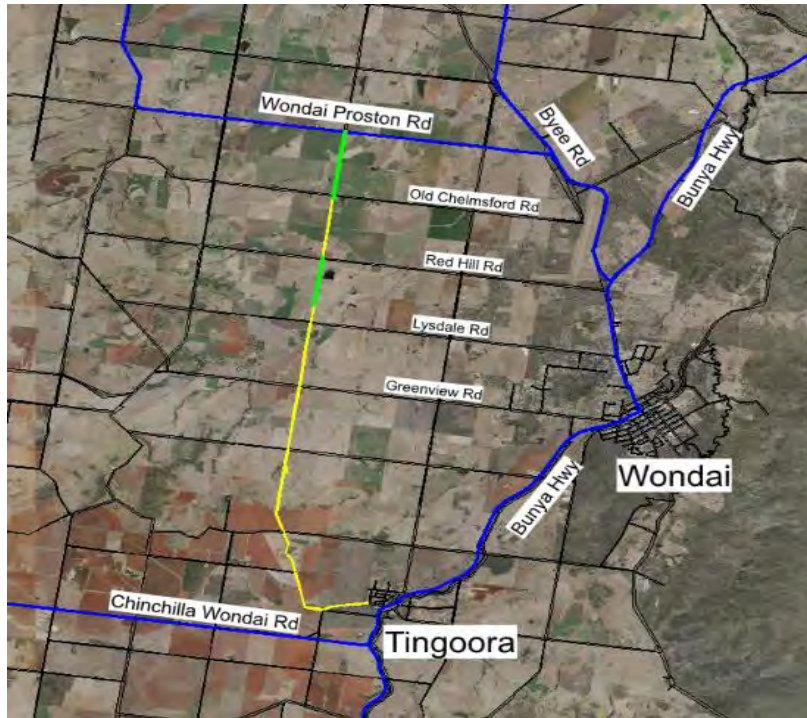 Wondai Proston Rd
Byee Rd
Bunya Hwy
Old Chelmsford Rd
Red Hill Rd
Lysdale Rd
Greenview Rd
Wondai
Bunya Hwy
Chinchilla Wondai Rd
Tingoora